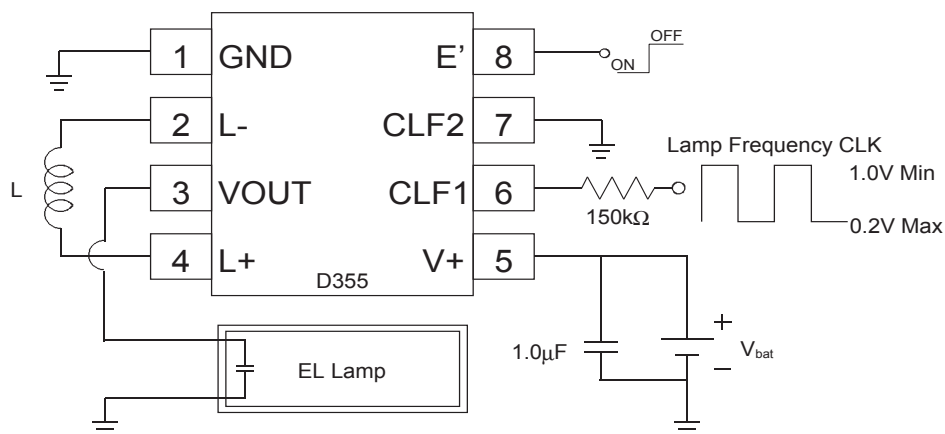 1 GND
2 L-
3 VOUT
4 L+
E’ 8
CLF2 7
CLF1 6
V+ 5
D355
L
OFF
ON
Lamp Frequency CLK
1.0V Min
0.2V Max
150kΩ
EL Lamp
1.0µF
+
Vbat
–